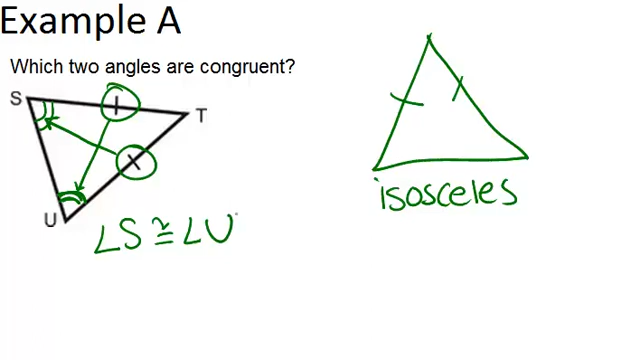 Example A
Which two angles are congruent?
S
T
U
∠S ≅ ∠U
isosceles